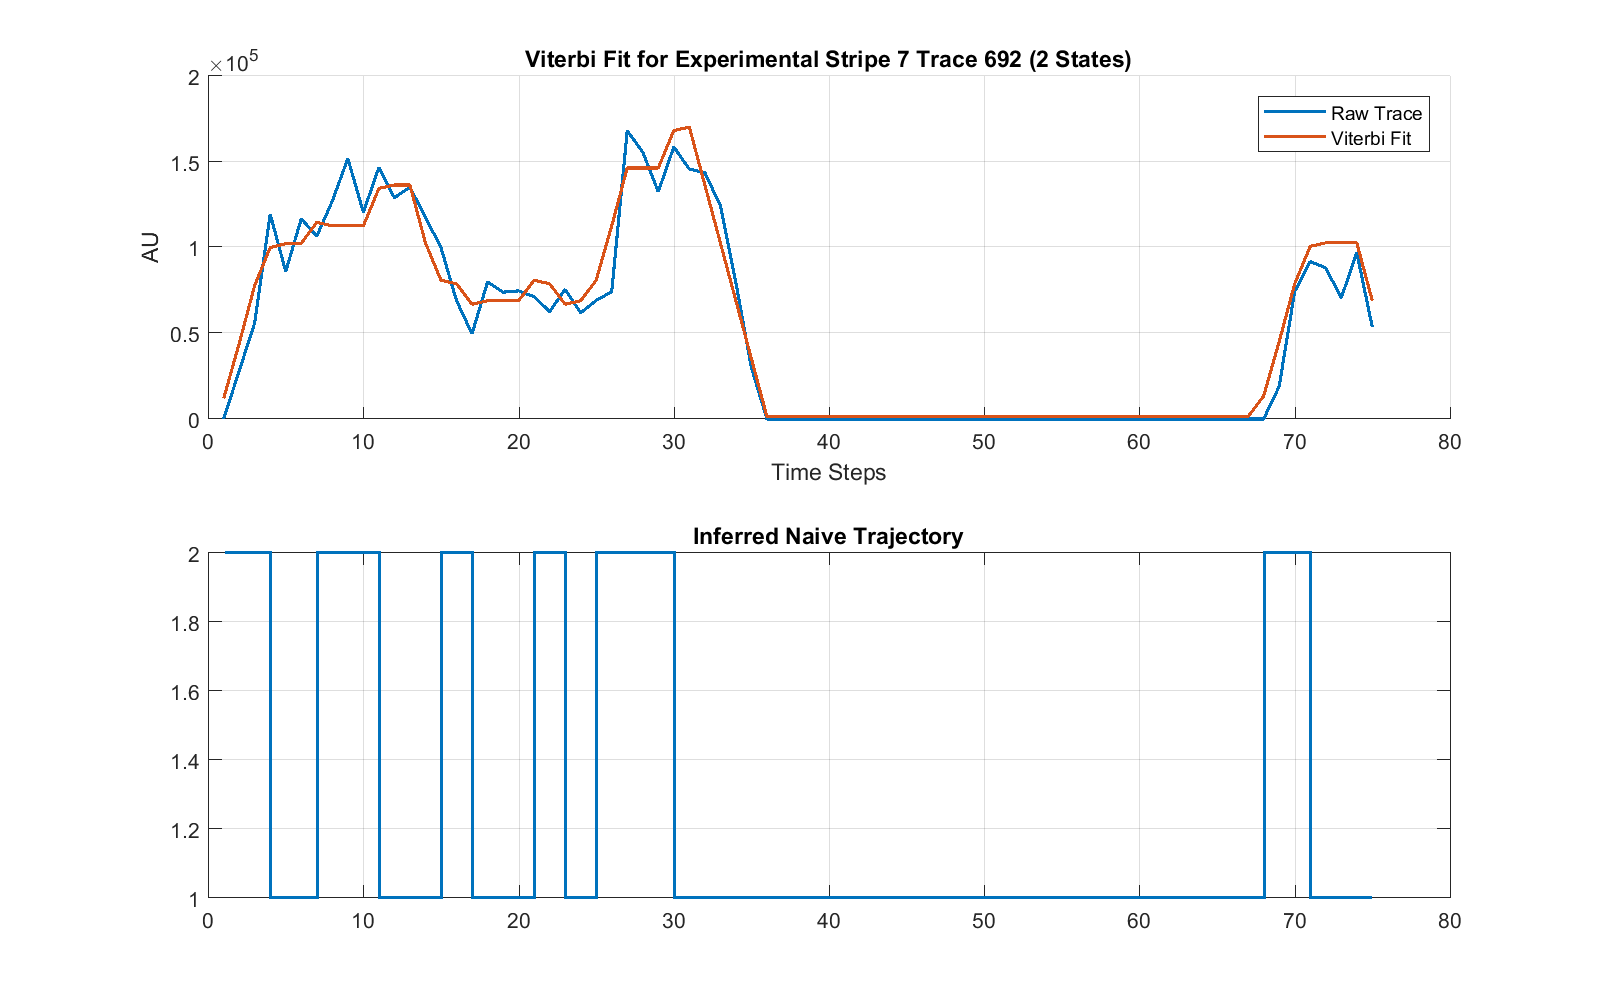 Viterbi Fit for Experimental Stripe 7 Trace 692 (2 States)
×10^5
2
1.5
1
0.5
0
AU
Raw Trace
Viterbi Fit
0 10 20 30 40 50 60 70 80
Time Steps
Inferred Naive Trajectory
2
1.8
1.6
1.4
1.2
1
0 10 20 30 40 50 60 70 80